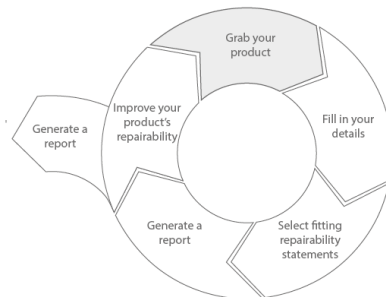 Grab your
product
Fill in your
details
Select fitting
repairability
statements
Generate a
report
Improve your
product's
repairability
Generate a
report